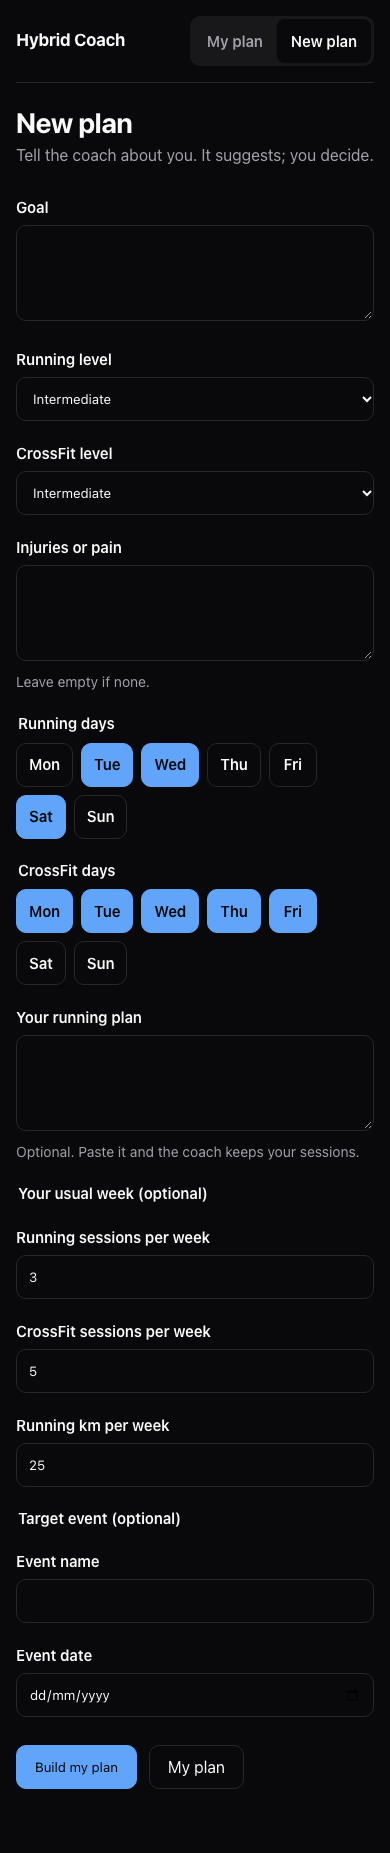 Hybrid Coach
My plan
New plan
New plan
Tell the coach about you. It suggests; you decide.
Goal
Running level
Intermediate
CrossFit level
Intermediate
Injuries or pain
Leave empty if none.
Running days
Mon Tue Wed Thu Fri
Sat Sun
CrossFit days
Mon Tue Wed Thu Fri
Sat Sun
Your running plan
Optional. Paste it and the coach keeps your sessions.
Your usual week (optional)
Running sessions per week
3
CrossFit sessions per week
5
Running km per week
25
Target event (optional)
Event name
Event date
dd/mm/yyyy
Build my plan
My plan